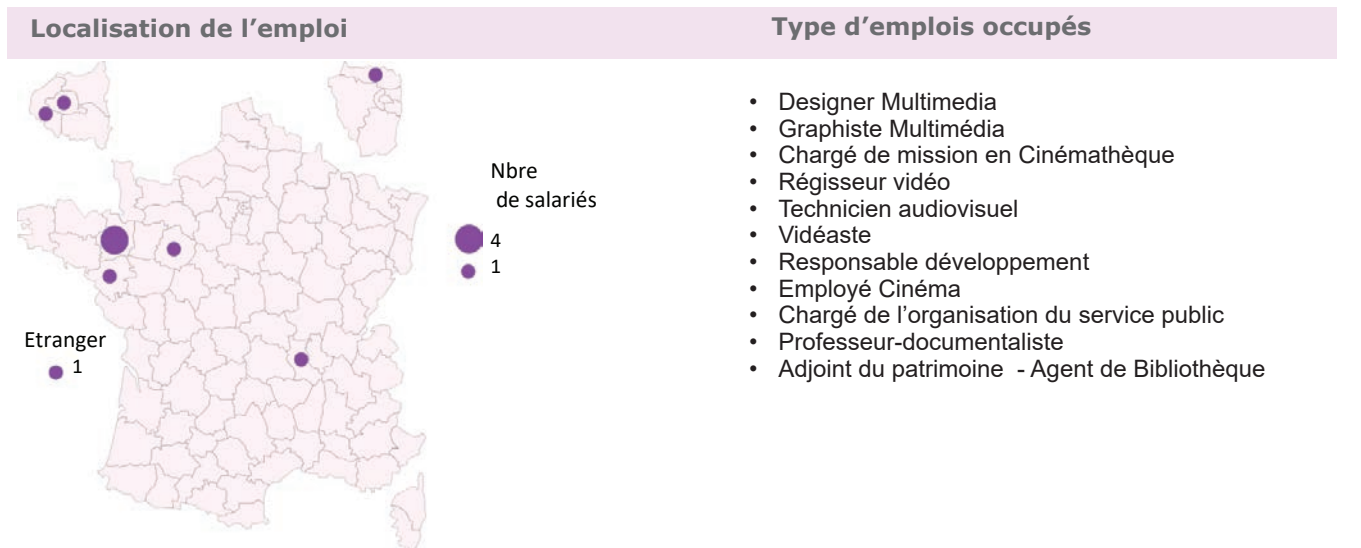 Localisation de l’emploi
Nbre
de salariés
4
1
Etranger
1
Type d’emplois occupés
• Designer Multimedia
• Graphiste Multimédia
• Chargé de mission en Cinémathèque
• Régisseur vidéo
• Technicien audiovisuel
• Vidéaste
• Responsable développement
• Employé Cinéma
• Chargé de l’organisation du service public
• Professeur-documentaliste
• Adjoint du patrimoine - Agent de Bibliothèque